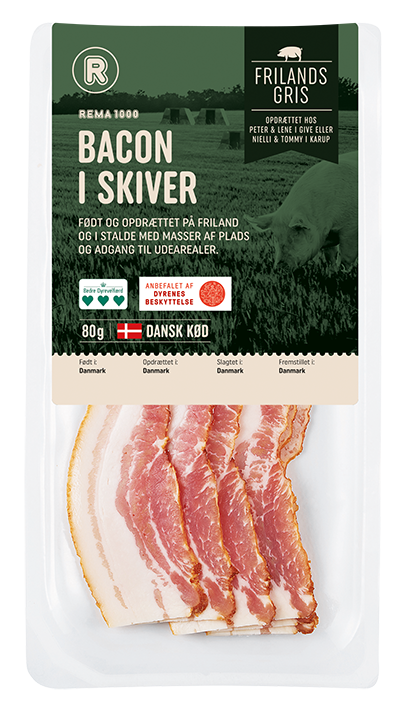 R
REMA 1000
FRILANDS
GRIS
OPDRÆTTET HOS
PETER & LENE I GIVE ELLER
NIELLI & TOMMY I KARUP
BACON
I SKIVER
FØDT OG OPDRÆTTET PÅ FRILAND
OG I STALDE MED MASSER AF PLADS
OG ADGANG TIL UDEAREALER.
Bedre Dyrevelfærd
ANBEFALET AF
DYRENES
BESKYTTELSE
80g DANSK KØD
Født i: Opdrættet i: Slagtet i: Fremstillet i:
Danmark Danmark Danmark Danmark